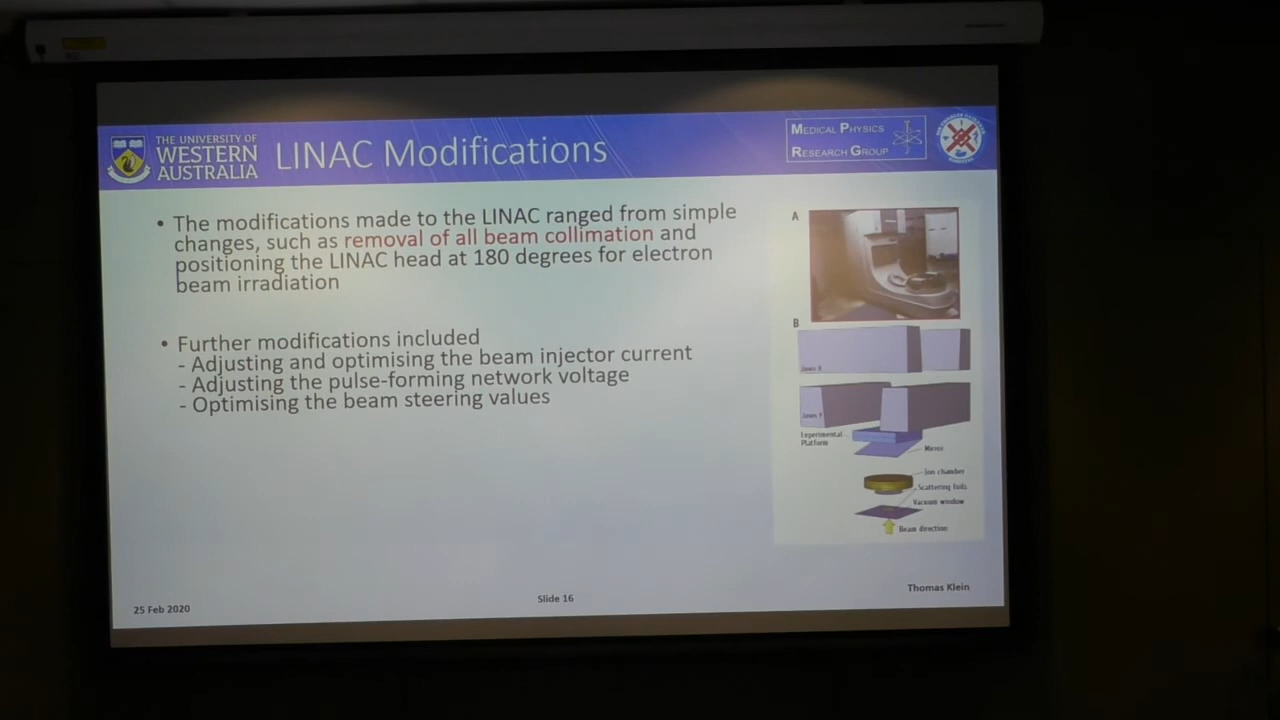 THE UNIVERSITY OF
WESTERN
AUSTRALIA
LINAC Modifications
MEDICAL PHYSICS
RESEARCH GROUP
• The modifications made to the LINAC ranged from simple
changes, such as removal of all beam collimation and
positioning the LINAC head at 180 degrees for electron
beam irradiation
• Further modifications included
- Adjusting and optimising the beam injector current
- Adjusting the pulse-forming network voltage
- Optimising the beam steering values
A
B
Jaws X
Jaws Y
Experimental
Platform
Mirror
Ion chamber
Scattering foils
Vacuum window
Beam direction
25 Feb 2020
Slide 16
Thomas Klein